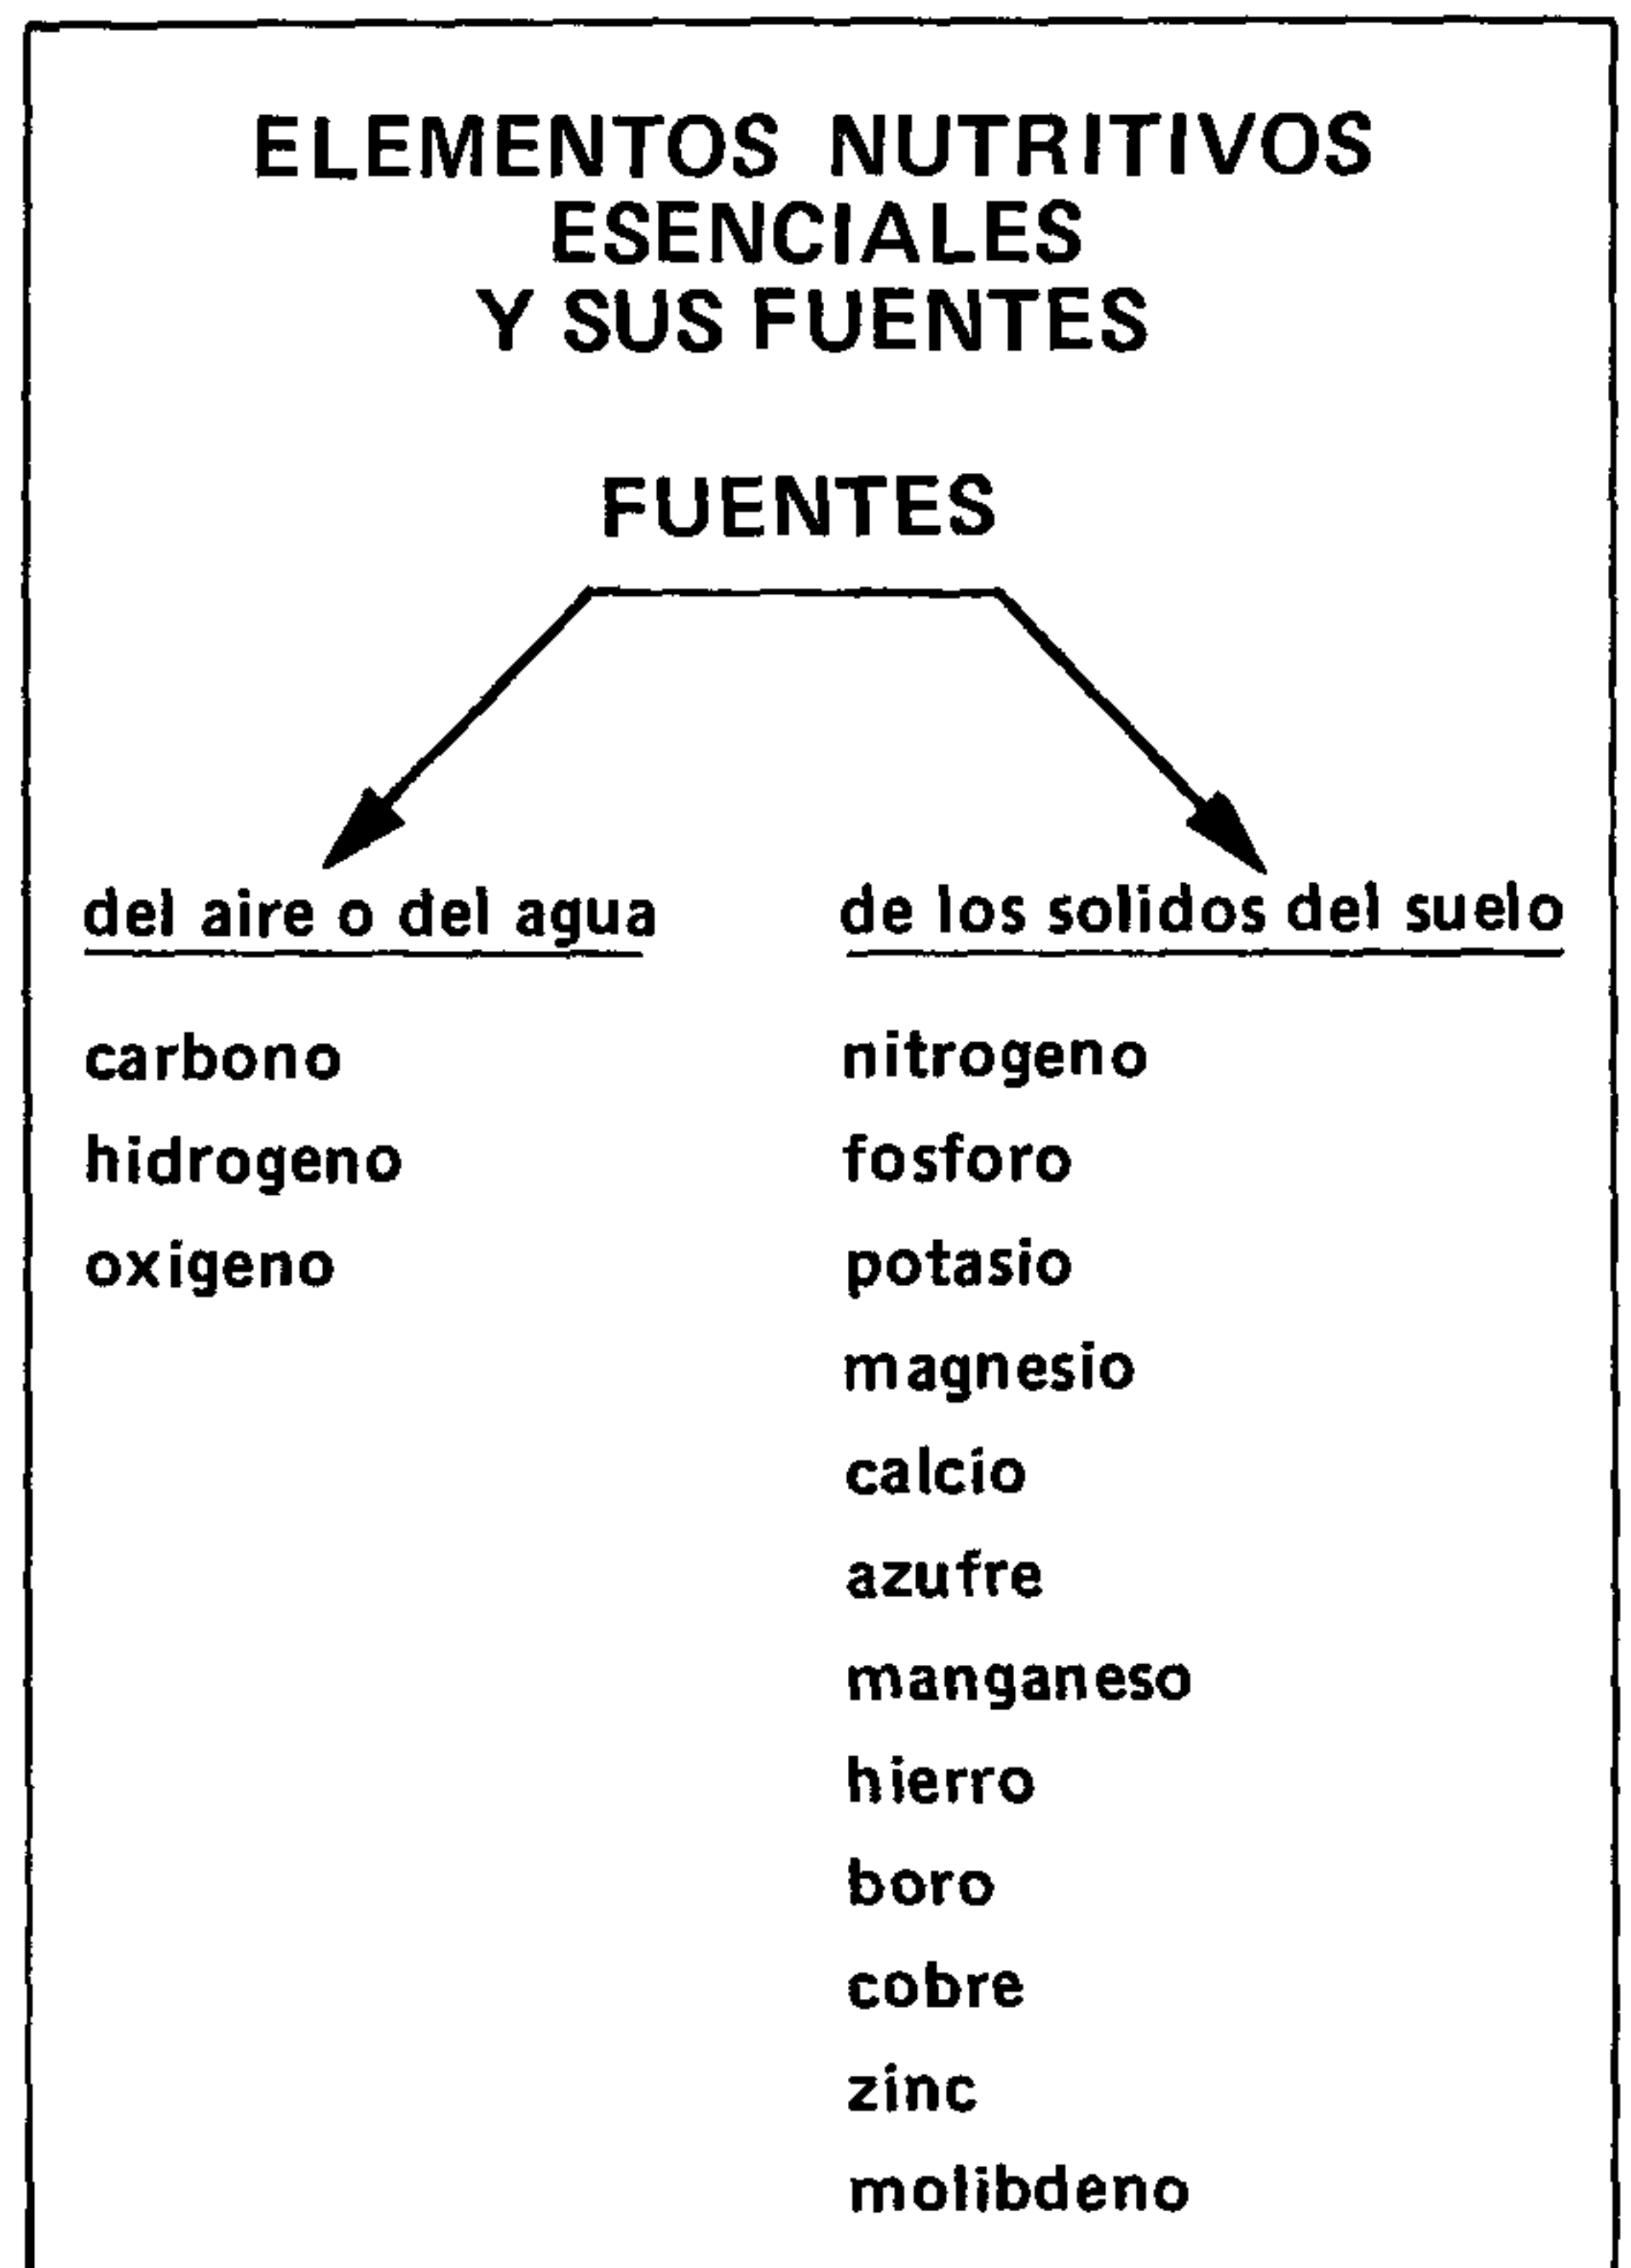 ELEMENTOS NUTRITIVOS
ESENCIALES
Y SUS FUENTES
FUENTES
del aire o del agua
carbono
hidrogeno
oxigeno
de los solidos del suelo
nitrogeno
fosforo
potasio
magnesio
calcio
azufre
manganeso
hierro
boro
cobre
zinc
molibdeno